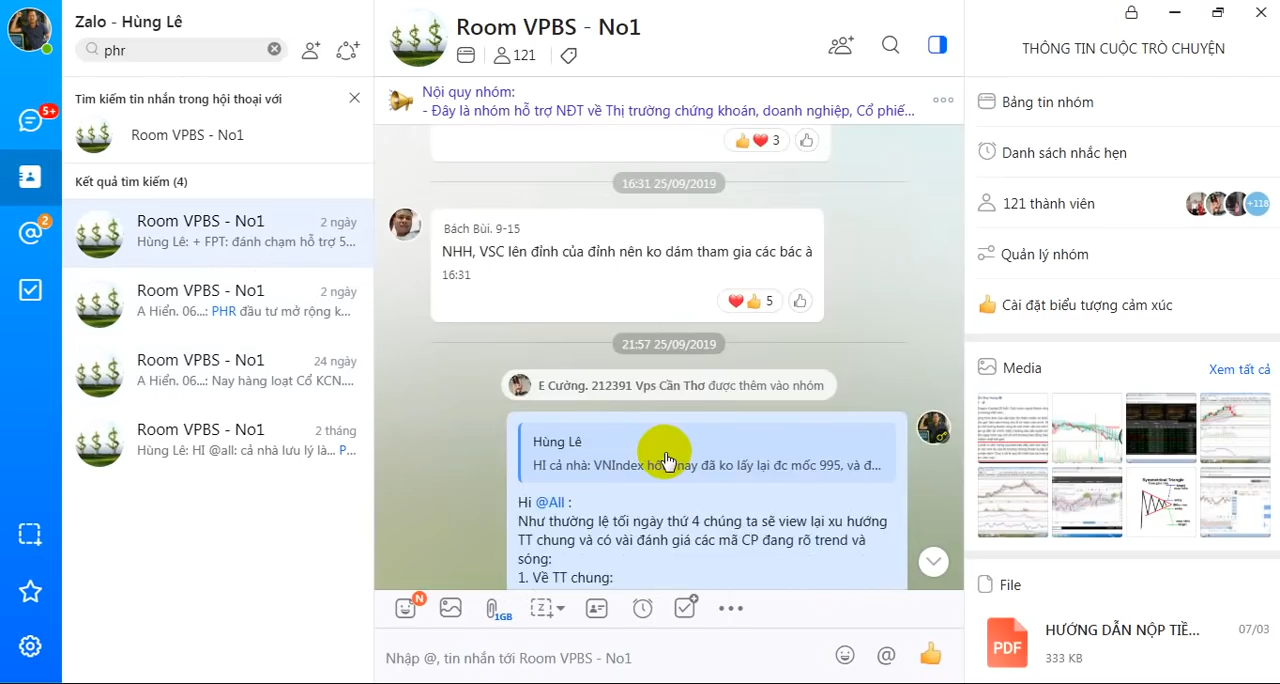 Zalo - Hùng Lê
phr
5+
2
Tìm kiếm tin nhắn trong hội thoại với
Room VPBS - No1
Kết quả tìm kiếm (4)
Room VPBS - No1
2 ngày
Hùng Lê: + FPT: đánh chạm hỗ trợ 5...
Room VPBS - No1
2 ngày
A Hiển. 06...: PHR đầu tư mở rộng k...
Room VPBS - No1
24 ngày
A Hiển. 06...: Nay hàng loạt Cổ KCN....
Room VPBS - No1
2 tháng
Hùng Lê: HI @all: cả nhà lưu lý là... P...
Room VPBS - No1
121
Nội quy nhóm:
- Đây là nhóm hỗ trợ NĐT về Thị trường chứng khoán, doanh nghiệp, Cổ phiế...
3
16:31 25/09/2019
Bách Bùi. 9-15
NHH, VSC lên đỉnh của đỉnh nên ko dám tham gia các bác à
16:31
5
21:57 25/09/2019
E Cường. 212391 Vps Cần Thơ được thêm vào nhóm
Hùng Lê
HI cả nhà: VNIndex nay đã ko lấy lại đc mốc 995, và đ...
Hi @All :
Như thường lệ tối ngày thứ 4 chúng ta sẽ view lại xu hướng
TT chung và có vài đánh giá các mã CP đang rõ trend và
sóng:
1. Về TT chung:
N
1GB
Nhập @, tin nhắn tới Room VPBS - No1
THÔNG TIN CUỘC TRÒ CHUYỆN
Bảng tin nhóm
Danh sách nhắc hẹn
121 thành viên
+118
Quản lý nhóm
Cài đặt biểu tượng cảm xúc
Media
Xem tất cả
Symmetrical Triangle
File
PDF
HƯỚNG DẪN NỘP TIỀ...
07/03
333 KB